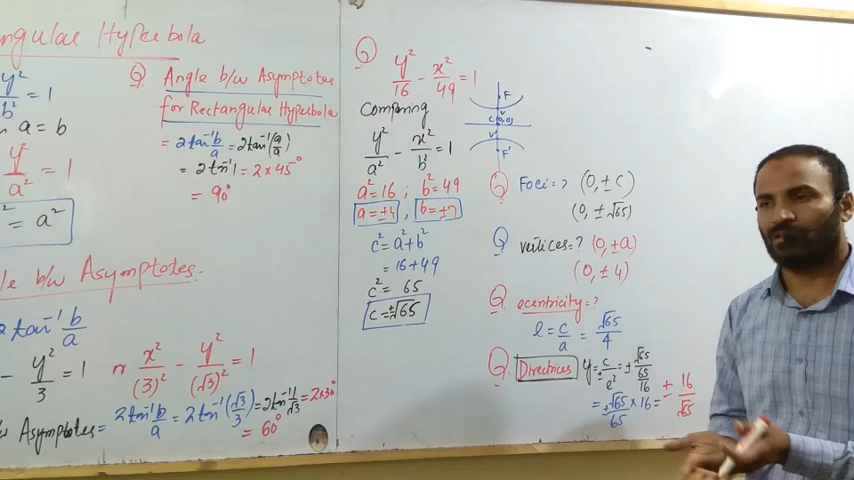 ngular Hyperbola
y²/b² = 1
a = b
y²/a² = 1
² = a²
Q Angle b/w Asymptotes
for Rectangular Hyperbola
= 2tan⁻¹ b/a = 2tan⁻¹(a/a)
= 2tan⁻¹1 = 2×45°
= 90°
le b/w Asymptotes.
2tan⁻¹ b/a
- y²/3 = 1 x²/(3)² - y²/(√3)² = 1
Asymptotes = 2tan⁻¹ b/a = 2tan⁻¹(√3/3) = 2tan⁻¹ 1/√3 = 2×30°
= 60°
Q y²/16 - x²/49 = 1
Comparing
y²/a² - x²/b² = 1
a² = 16 ; b² = 49
a = ±4 , b = ±7
c² = a² + b²
= 16 + 49
c² = 65
c = ±√65
F
V
C(0,0)
V'
F'
Q Foci => (0, ± c)
(0, ± √65)
Q vertices = ? (0, ±a)
(0, ± 4)
Q ecentricity = ?
e = c/a = √65/4
Q Directrices y = ± c/e² = ± √65/(65/16)
= ±√65/65 × 16 = ± 16/√65